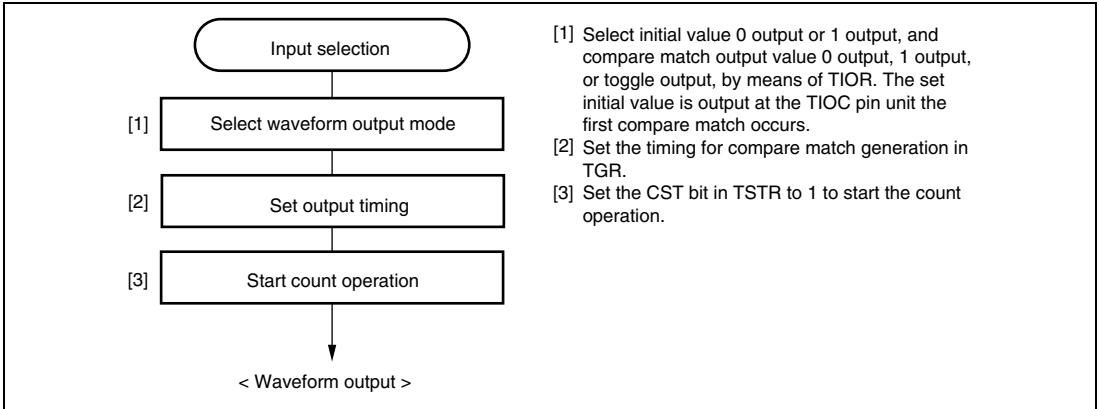 Input selection
[1] Select waveform output mode
[2] Set output timing
[3] Start count operation
< Waveform output >
[1] Select initial value 0 output or 1 output, and
compare match output value 0 output, 1 output,
or toggle output, by means of TIOR. The set
initial value is output at the TIOC pin unit the
first compare match occurs.
[2] Set the timing for compare match generation in
TGR.
[3] Set the CST bit in TSTR to 1 to start the count
operation.